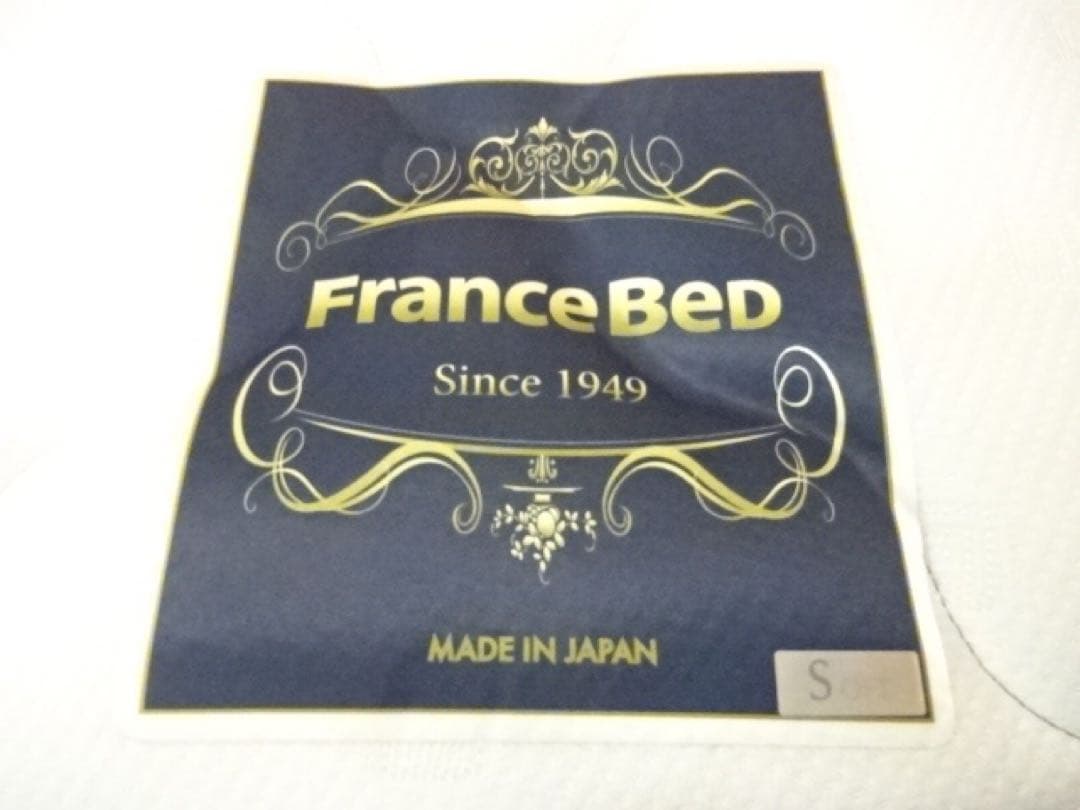 FranceBeD
Since 1949
MADE IN JAPAN
S